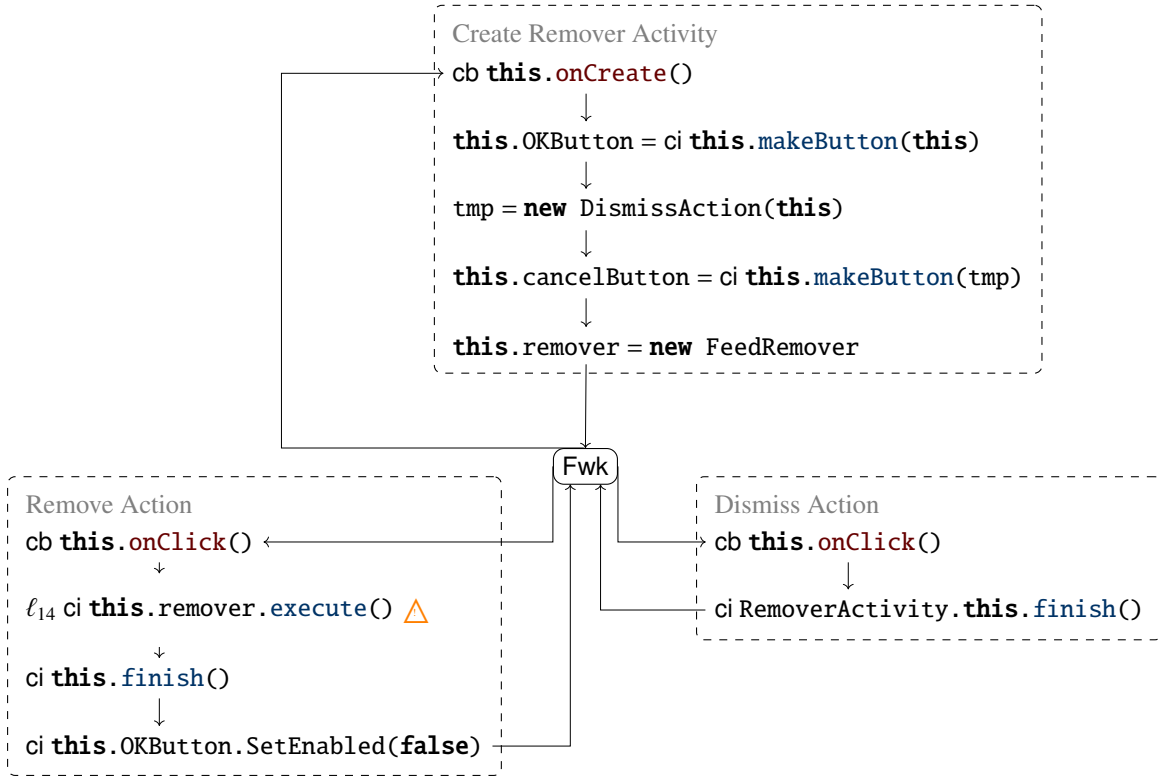 Create Remover Activity
cb this.onCreate()
this.OKButton = ci this.makeButton(this)
tmp = new DismissAction(this)
this.cancelButton = ci this.makeButton(tmp)
this.remover = new FeedRemover
Fwk
Remove Action
cb this.onClick()
ℓ14 ci this.remover.execute() ⚠
ci this.finish()
ci this.OKButton.SetEnabled(false)
Dismiss Action
cb this.onClick()
ci RemoverActivity.this.finish()